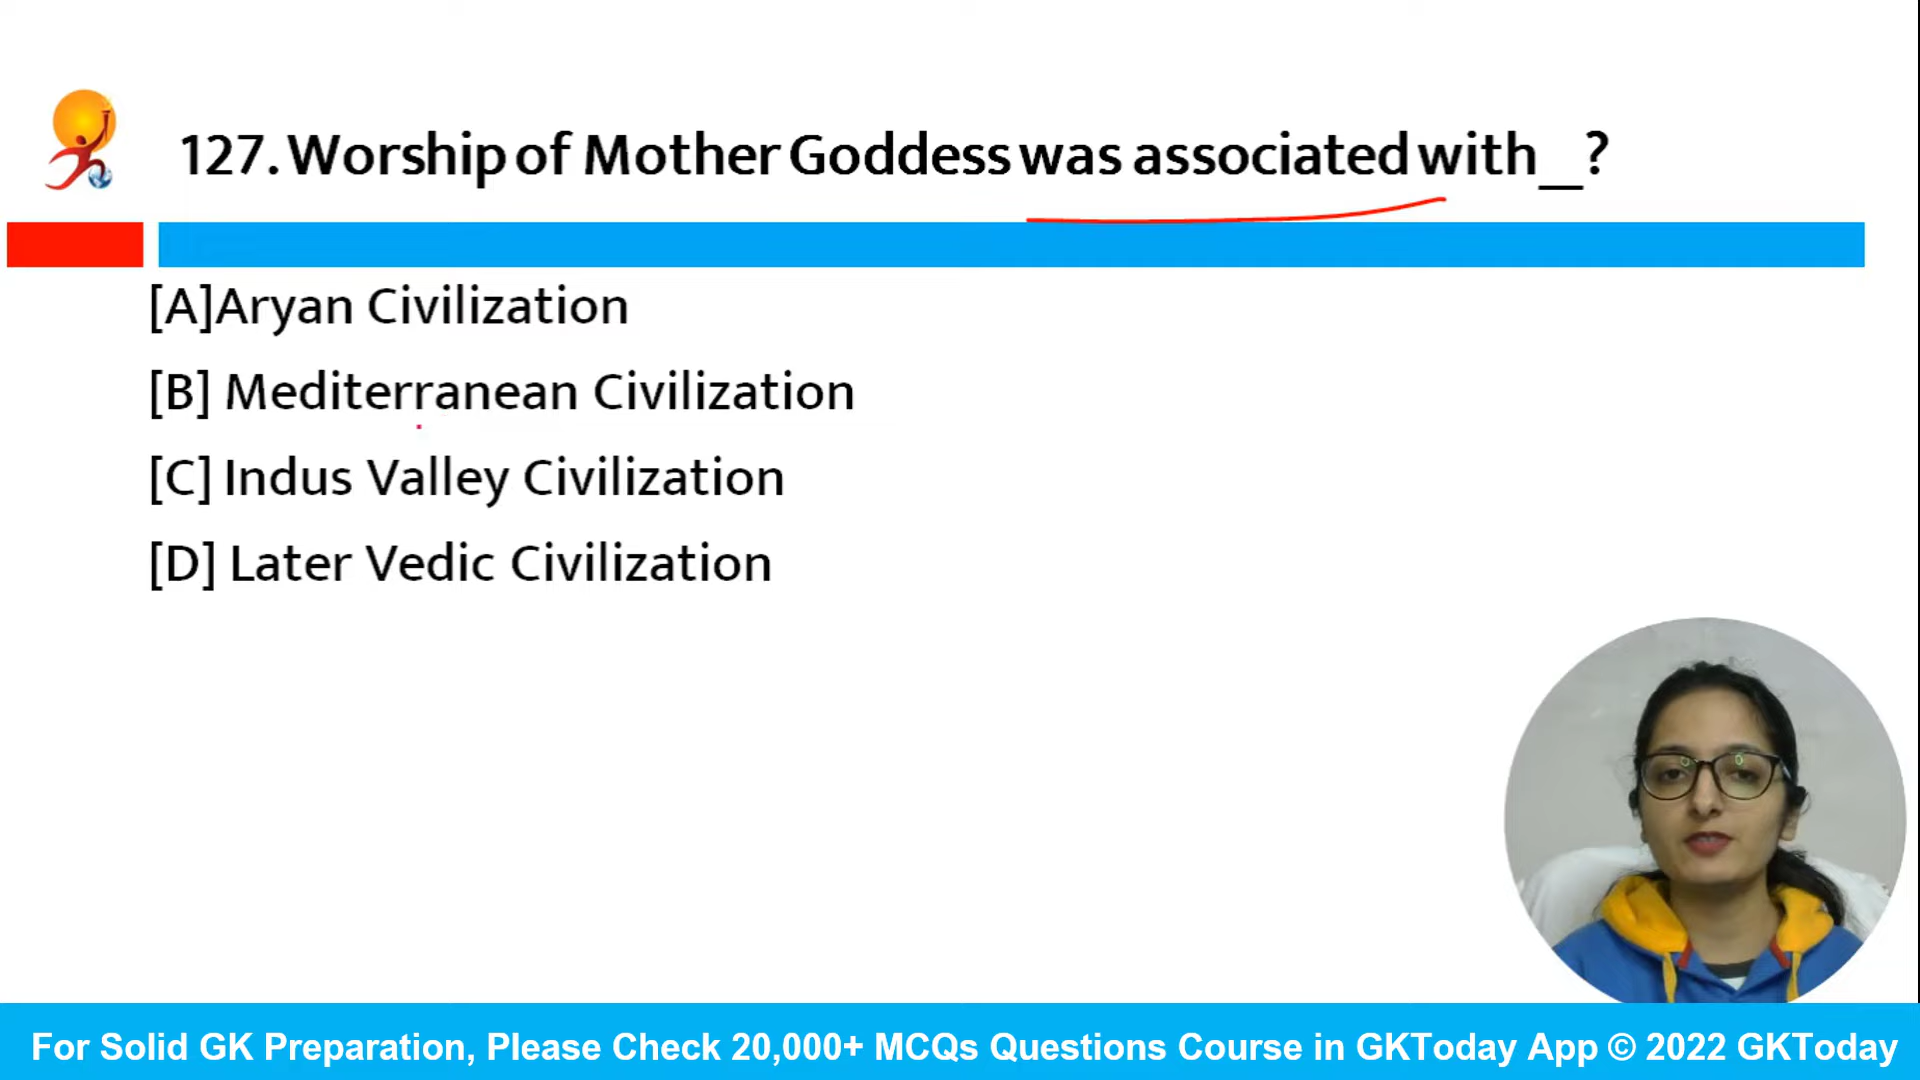 127. Worship of Mother Goddess was associated with__?
[A]Aryan Civilization
[B] Mediterranean Civilization
[C] Indus Valley Civilization
[D] Later Vedic Civilization
For Solid GK Preparation, Please Check 20,000+ MCQs Questions Course in GKToday App © 2022 GKToday